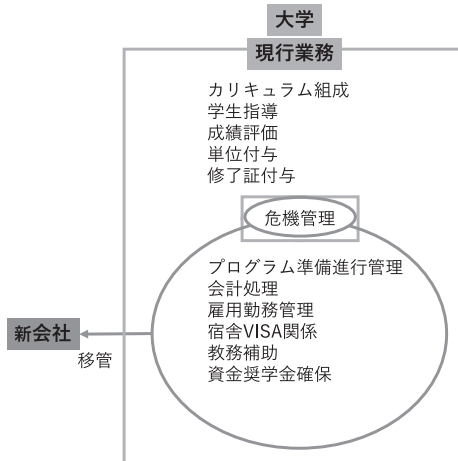 大学
現行業務
カリキュラム組成
学生指導
成績評価
単位付与
修了証付与
危機管理
プログラム準備進行管理
会計処理
雇用勤務管理
宿舎VISA関係
教務補助
資金奨学金確保
新会社
移管